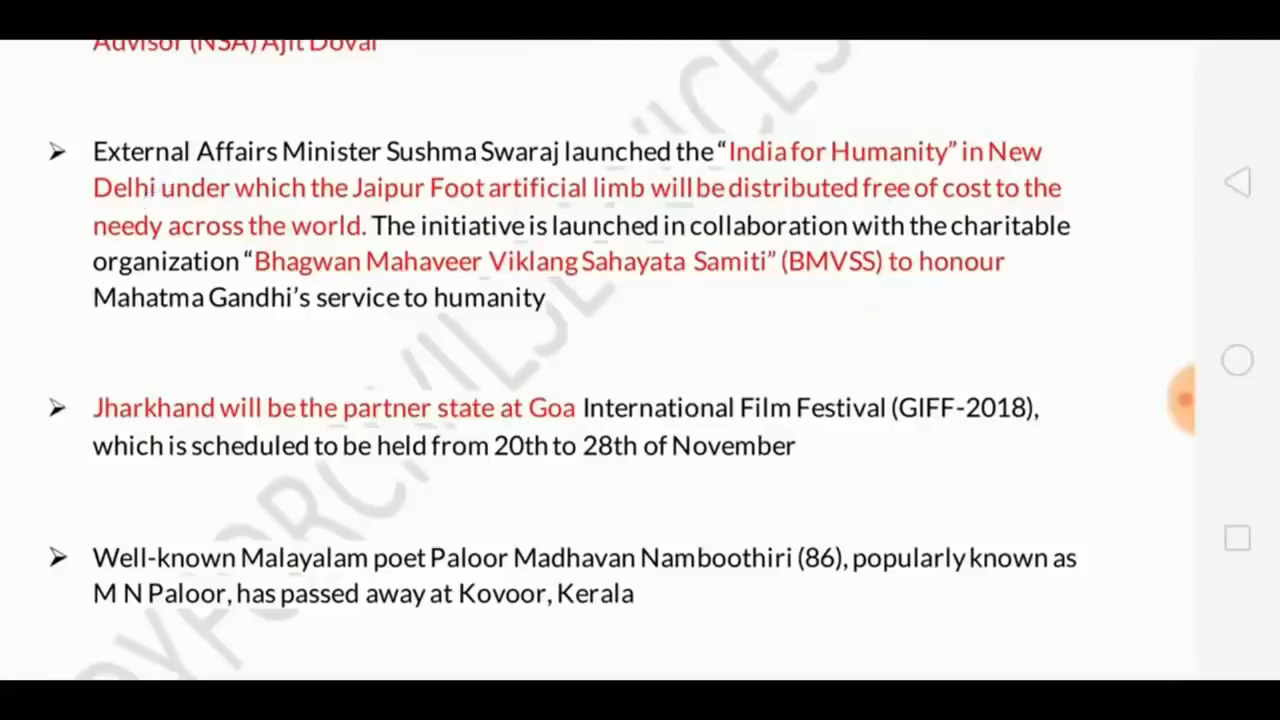 Advisor (NSA) Ajit Doval
➢ External Affairs Minister Sushma Swaraj launched the “India for Humanity” in New
Delhi under which the Jaipur Foot artificial limb will be distributed free of cost to the
needy across the world. The initiative is launched in collaboration with the charitable
organization “Bhagwan Mahaveer Viklang Sahayata Samiti” (BMVSS) to honour
Mahatma Gandhi’s service to humanity
➢ Jharkhand will be the partner state at Goa International Film Festival (GIFF-2018),
which is scheduled to be held from 20th to 28th of November
➢ Well-known Malayalam poet Paloor Madhavan Namboothiri (86), popularly known as
M N Paloor, has passed away at Kovoor, Kerala